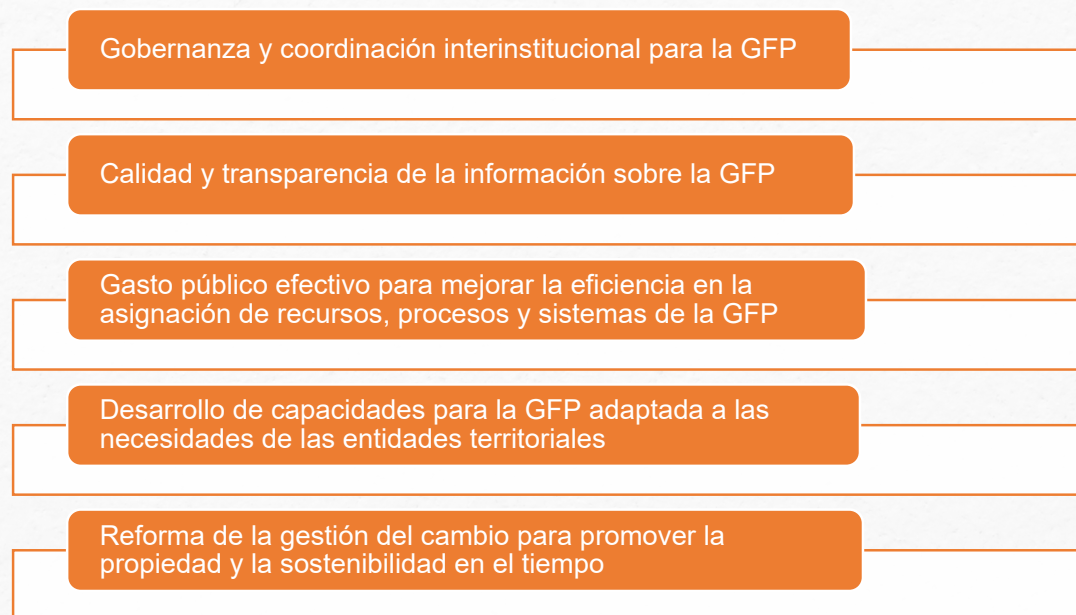 Gobernanza y coordinación interinstitucional para la GFP
Calidad y transparencia de la información sobre la GFP
Gasto público efectivo para mejorar la eficiencia en la
asignación de recursos, procesos y sistemas de la GFP
Desarrollo de capacidades para la GFP adaptada a las
necesidades de las entidades territoriales
Reforma de la gestión del cambio para promover la
propiedad y la sostenibilidad en el tiempo